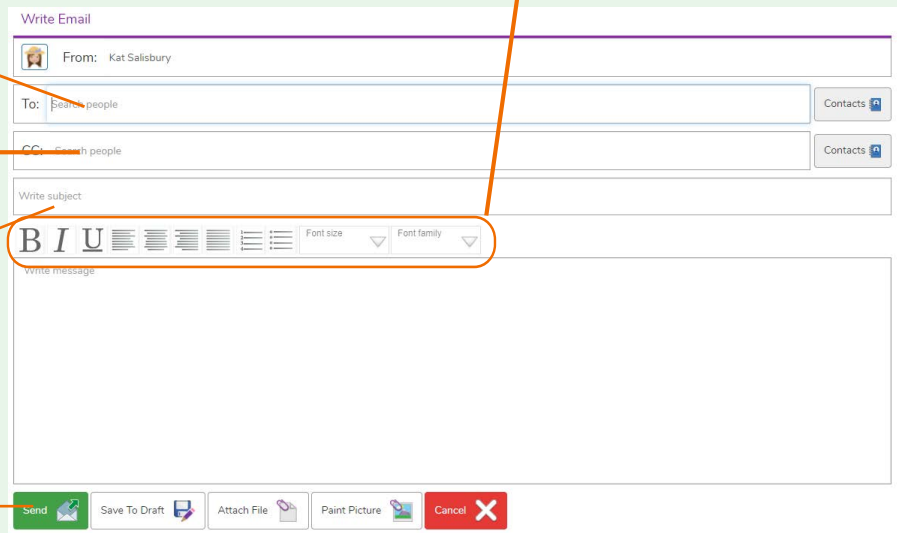 Write Email
From: Kat Salisbury
To: Search people Contacts
CC: Search people Contacts
Write subject
B I U Font size Font family
Write message
Send Save To Draft Attach File Paint Picture Cancel